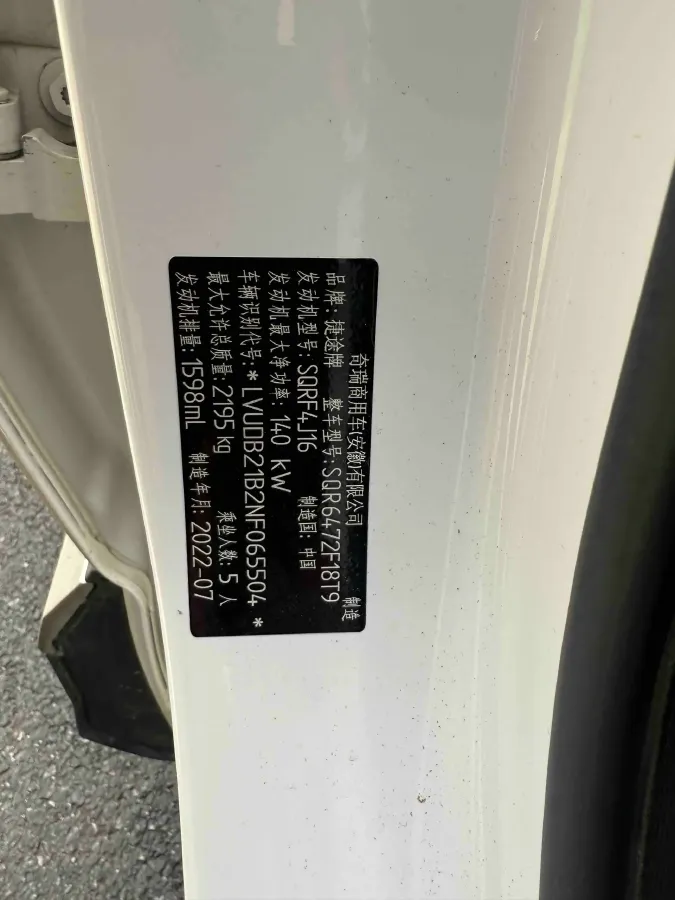 奇瑞商用车(安徽)有限公司 制造
品牌:捷途牌 整车型号:SQR6472F18T9
发动机型号:SQRF4J16 制造国:中国
发动机最大净功率:140 kW
车辆识别代号:*LVUDB21B2NF065504*
最大允许总质量:2195kg 乘坐人数:5人
发动机排量:1598mL 制造年月:2022-07